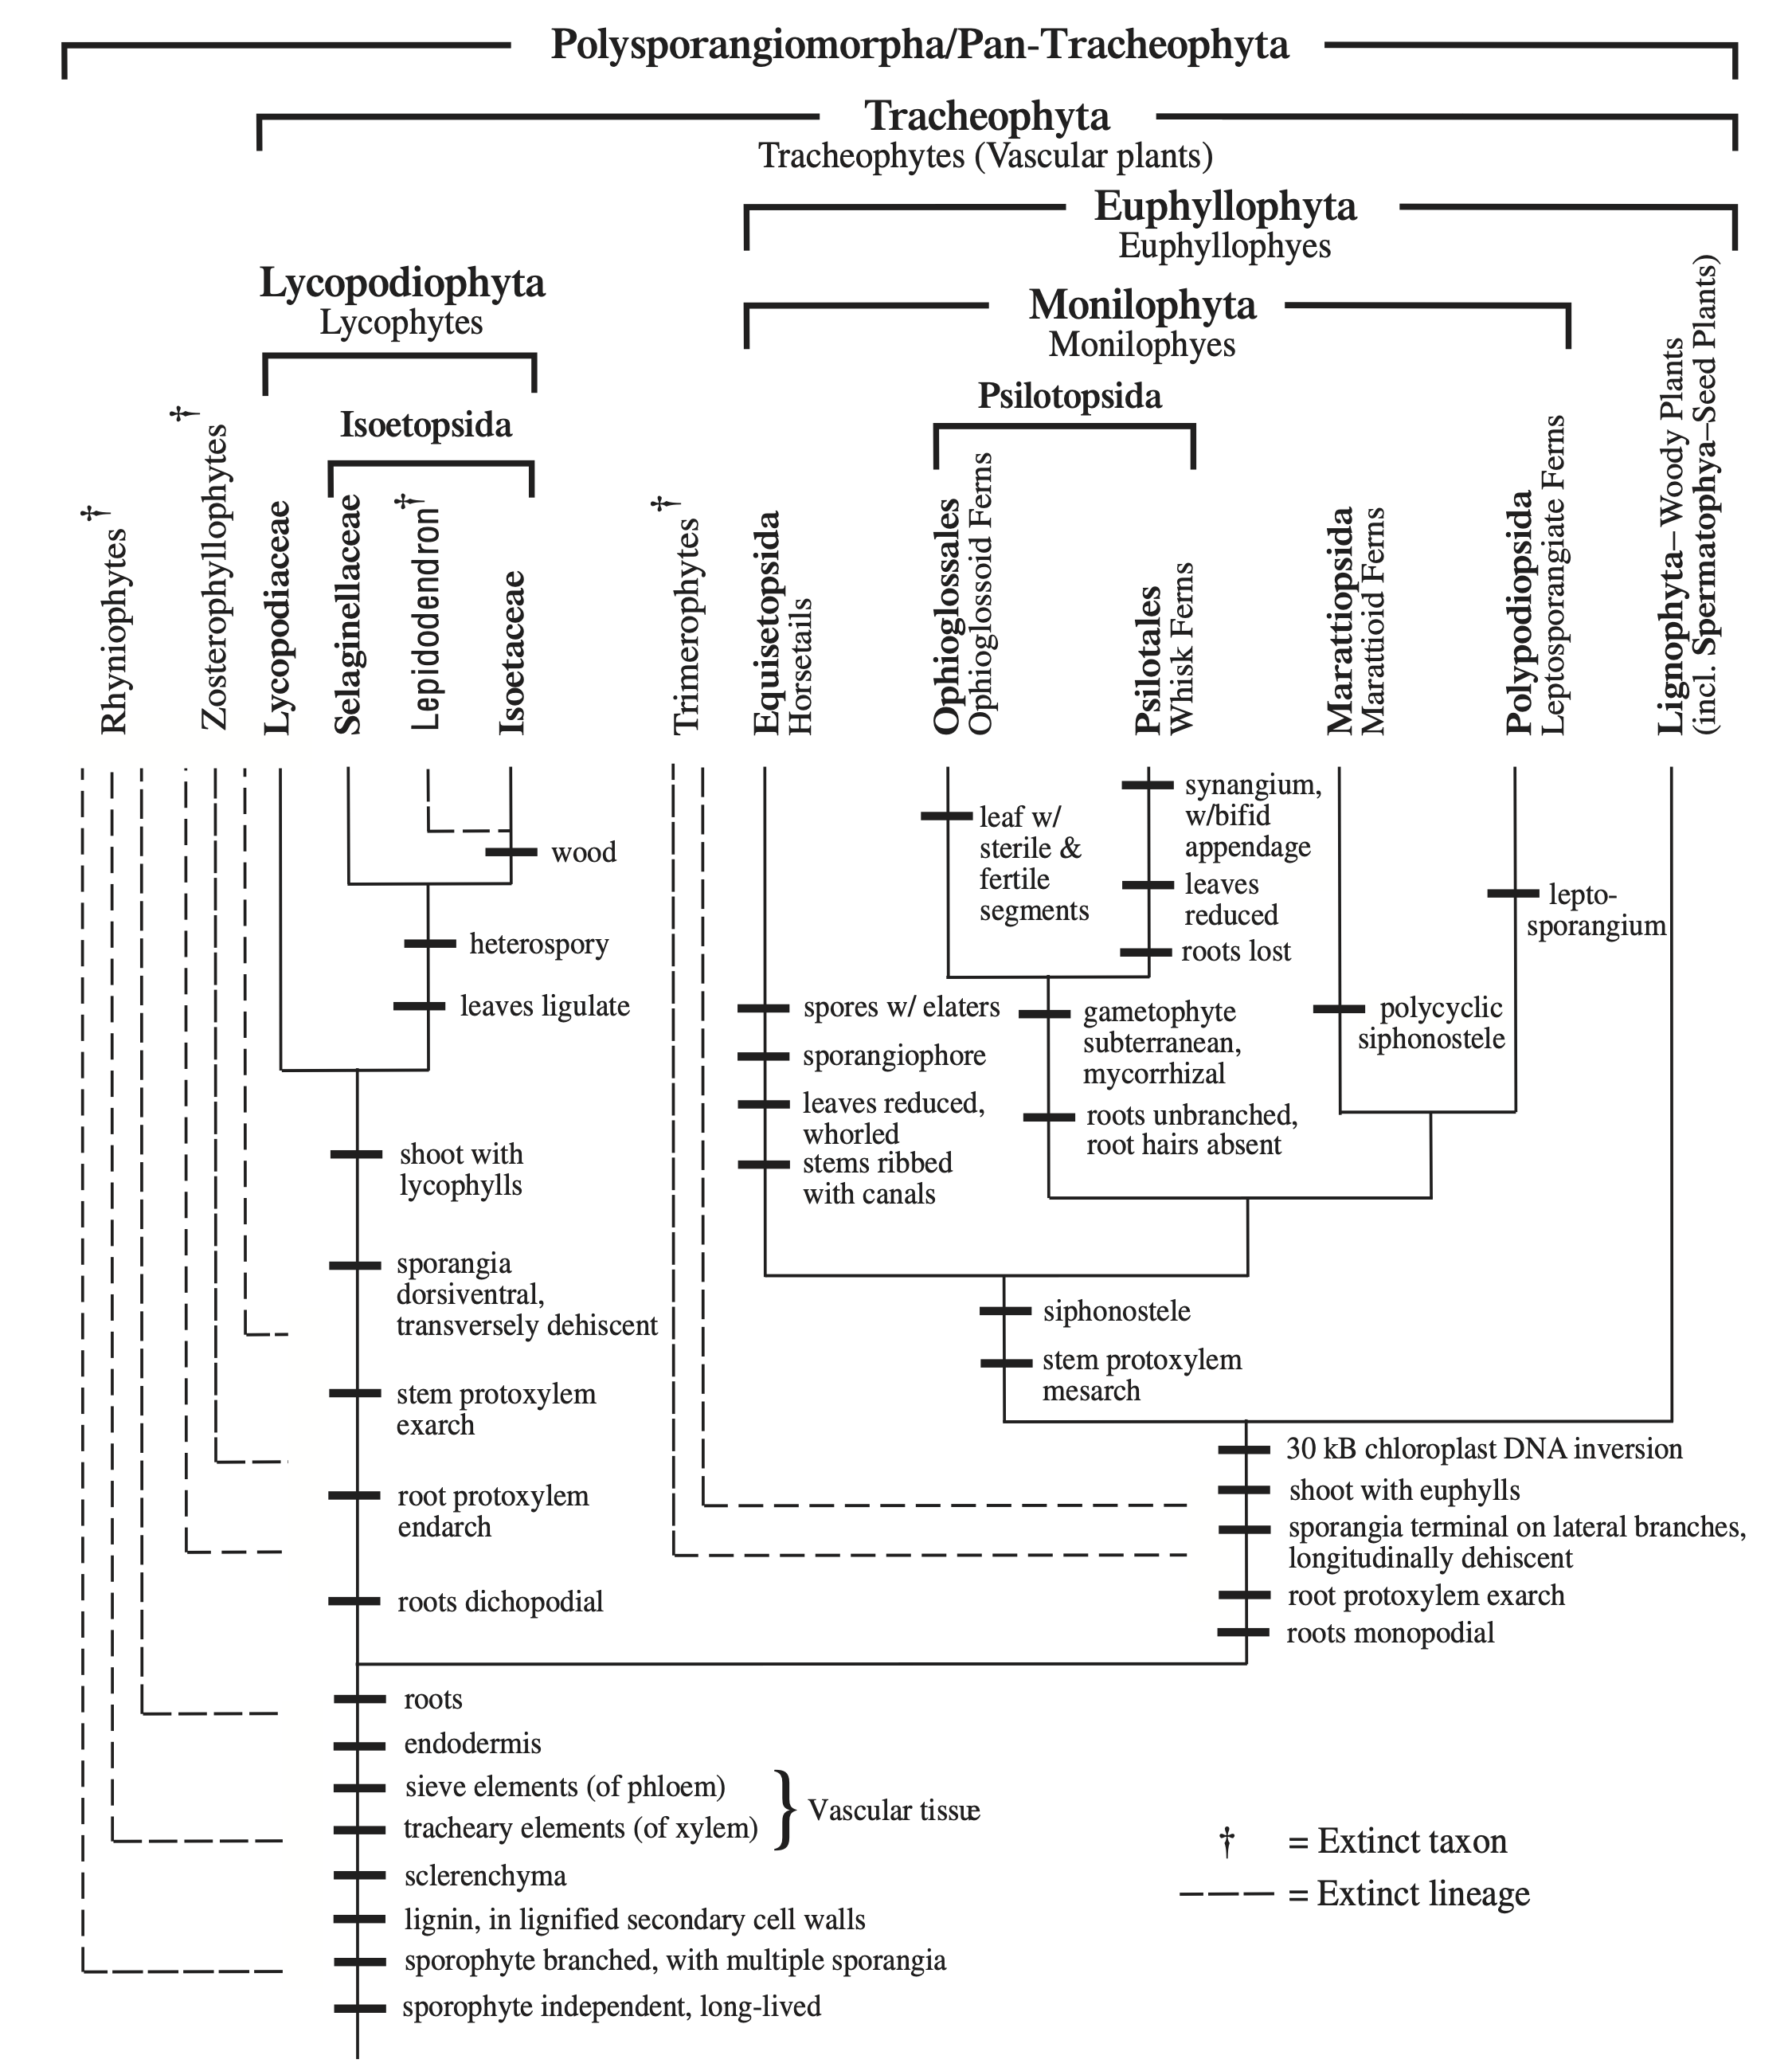 Polysporangiomorpha/Pan-Tracheophyta
Tracheophyta
Tracheophytes (Vascular plants)
Euphyllophyta
Euphyllophyes
Lycopodiophyta
Lycophytes
Monilophyta
Monilophyes
Isoetopsida
Psilotopsida
Rhyniophytes†
Zosterophyllophytes†
Lycopodiaceae
Selaginellaceae
Lepidodendron†
Isoetaceae
Trimerophytes†
Equisetopsida
Horsetails
Ophioglossales
Ophioglossoid Ferns
Psilotales
Whisk Ferns
Marattiopsida
Marattioid Ferns
Polypodiopsida
Leptosporangiate Ferns
Lignophyta– Woody Plants
(incl. Spermatophya–Seed Plants)
wood
heterospory
leaves ligulate
shoot with
lycophylls
sporangia
dorsiventral,
transversely dehiscent
stem protoxylem
exarch
root protoxylem
endarch
roots dichopodial
spores w/ elaters
sporangiophore
leaves reduced,
whorled
stems ribbed
with canals
leaf w/
sterile &
fertile
segments
synangium,
w/bifid
appendage
leaves
reduced
roots lost
gametophyte
subterranean,
mycorrhizal
roots unbranched,
root hairs absent
polycyclic
siphonostele
lepto-
sporangium
siphonostele
stem protoxylem
mesarch
30 kB chloroplast DNA inversion
shoot with euphylls
sporangia terminal on lateral branches,
longitudinally dehiscent
root protoxylem exarch
roots monopodial
roots
endodermis
sieve elements (of phloem)
tracheary elements (of xylem)
} Vascular tissue
sclerenchyma
lignin, in lignified secondary cell walls
sporophyte branched, with multiple sporangia
sporophyte independent, long-lived
† = Extinct taxon
= Extinct lineage